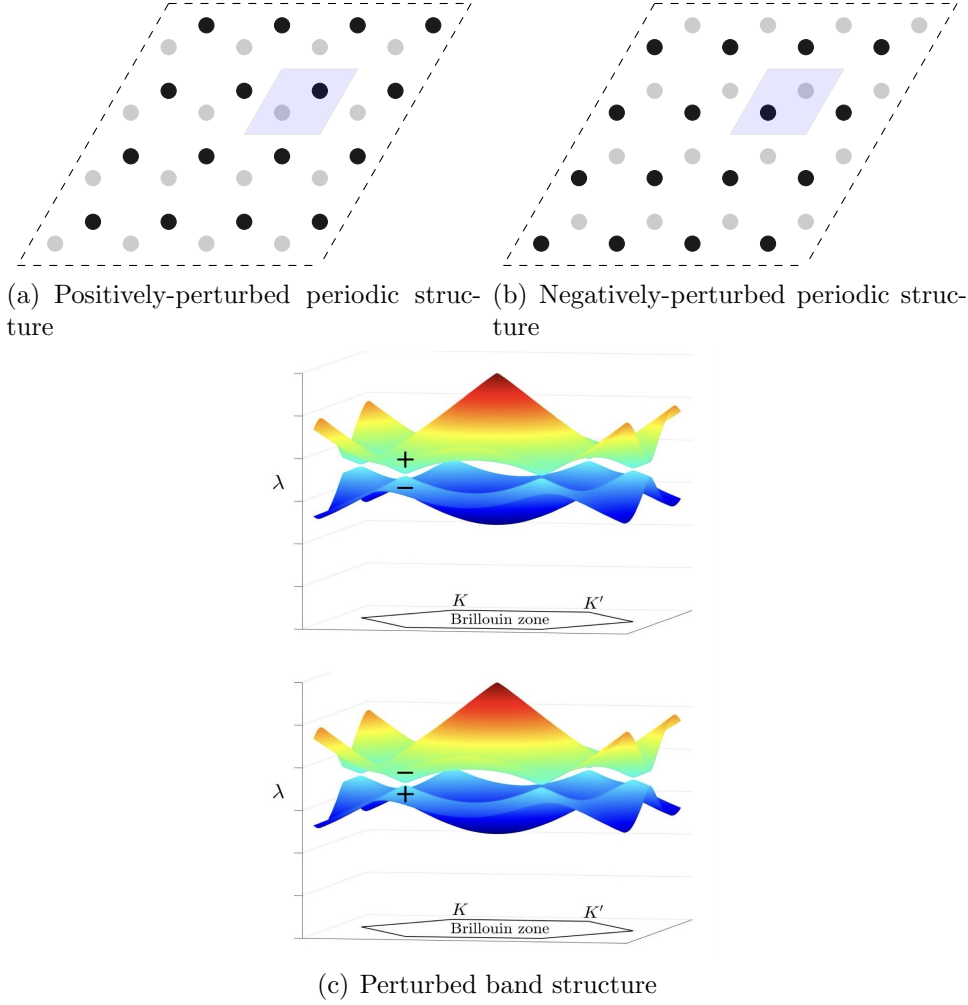 (a) Positively-perturbed periodic struc-
ture
(b) Negatively-perturbed periodic struc-
ture
+
−
λ
K
K′
Brillouin zone
−
+
λ
K
K′
Brillouin zone
(c) Perturbed band structure